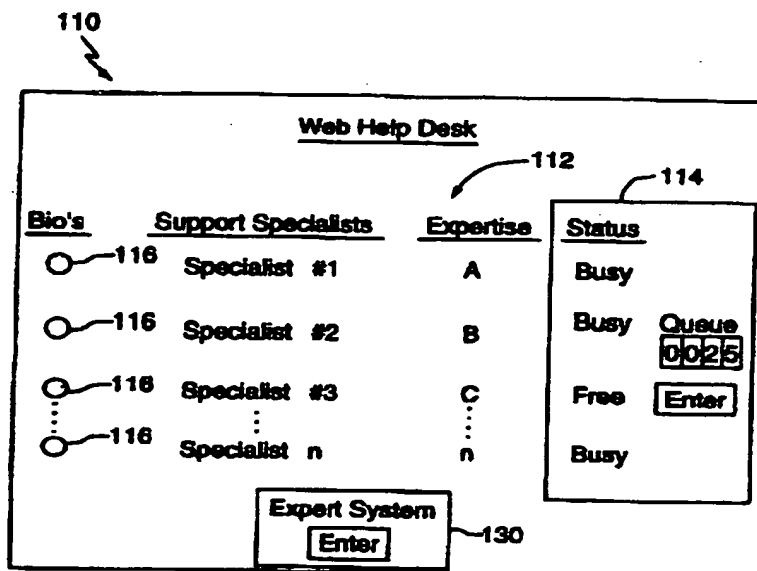 110
Web Help Desk
112
114
Bio's Support Specialists Expertise Status
116 Specialist #1 A Busy
116 Specialist #2 B Busy Queue
0025
116 Specialist #3 C Free Enter
116 Specialist n n Busy
Expert System
Enter
130